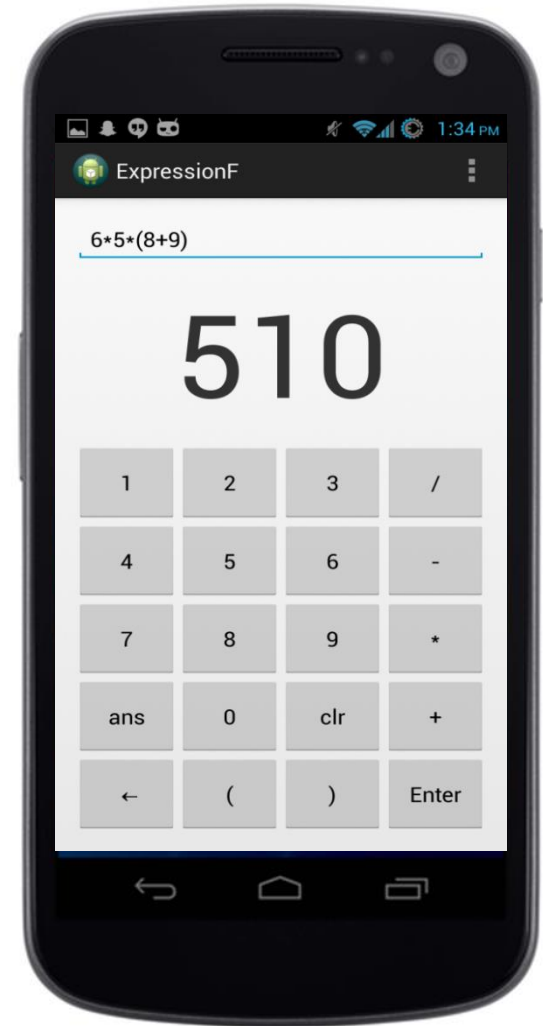 1:34 PM
ExpressionF
6*5*(8+9)
510
1 2 3 /
4 5 6 -
7 8 9 *
ans 0 clr +
← ( ) Enter